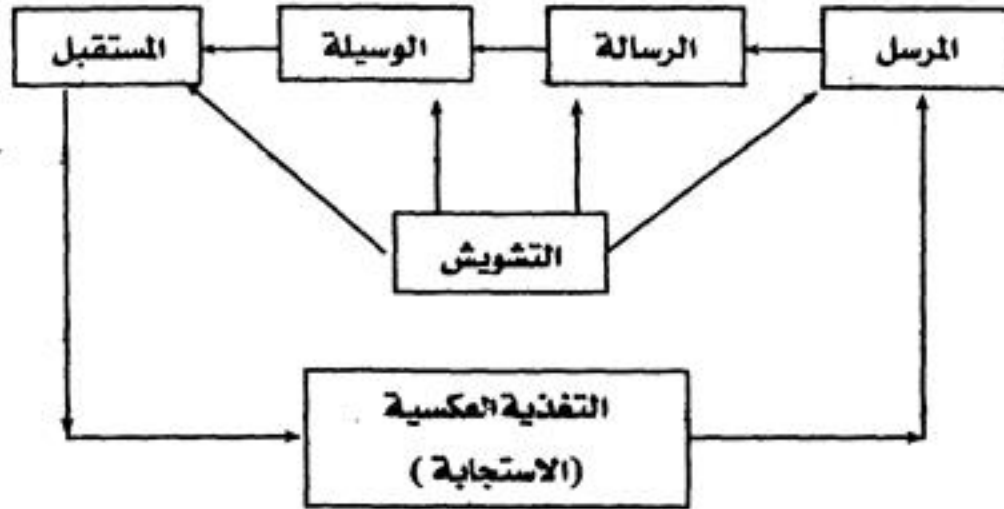 المرسل
الرسالة
الوسيلة
المستقبل
التشويش
التغذية العكسية
(الاستجابة)